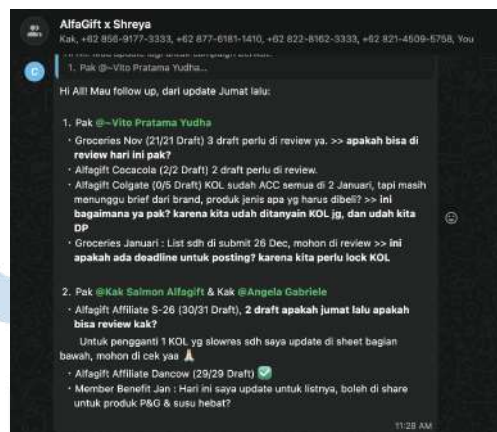 AlfaGift x Shreya
Kak, +62 856-9177-3333, +62 877-6181-1410, +62 822-8162-3333, +62 821-4509-5758, You
1. Pak @~Vito Pratama Yudha...
C
Hi All! Mau follow up, dari update Jumat lalu:
1. Pak @~Vito Pratama Yudha
• Groceries Nov (21/21 Draft) 3 draft perlu di review ya. >> apakah bisa di
review hari ini pak?
• Alfagift Cocacola (2/2 Draft) 2 draft perlu di review.
• Alfagift Colgate (0/5 Draft) KOL sudah ACC semua di 2 Januari, tapi masih
menunggu brief dari brand, produk jenis apa yg harus dibeli? >> ini
bagaimana ya pak? karena kita udah ditanyain KOL jg, dan udah kita
DP
• Groceries Januari : List sdh di submit 26 Dec, mohon di review >> ini
apakah ada deadline untuk posting? karena kita perlu lock KOL
2. Pak @Kak Salmon Alfagift & Kak @Angela Gabriele
• Alfagift Affiliate S-26 (30/31 Draft), 2 draft apakah jumat lalu apakah
bisa review kak?
Untuk pengganti 1 KOL yg slowres sdh saya update di sheet bagian
bawah, mohon di cek yaa 🙏🏻
• Alfagift Affiliate Dancow (29/29 Draft) ✅
• Member Benefit Jan : Hari ini saya update untuk listnya, boleh di share
untuk produk P&G & susu hebat?
11:28 AM